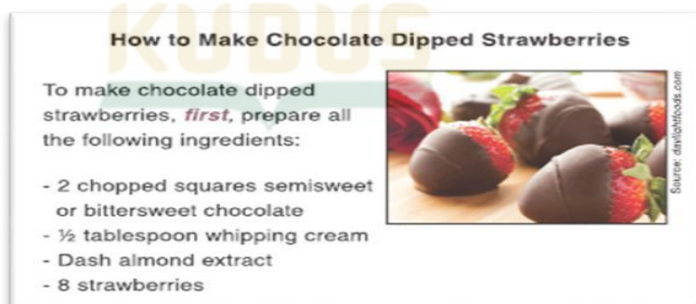 KUDUS
How to Make Chocolate Dipped Strawberries
To make chocolate dipped
strawberries, first, prepare all
the following ingredients:
- 2 chopped squares semisweet
or bittersweet chocolate
- ½ tablespoon whipping cream
- Dash almond extract
- 8 strawberries
Source: davilightfoods.com